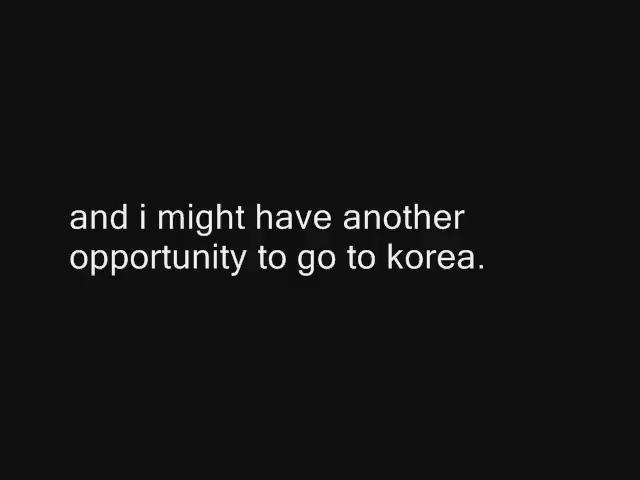 and i might have another
opportunity to go to korea.